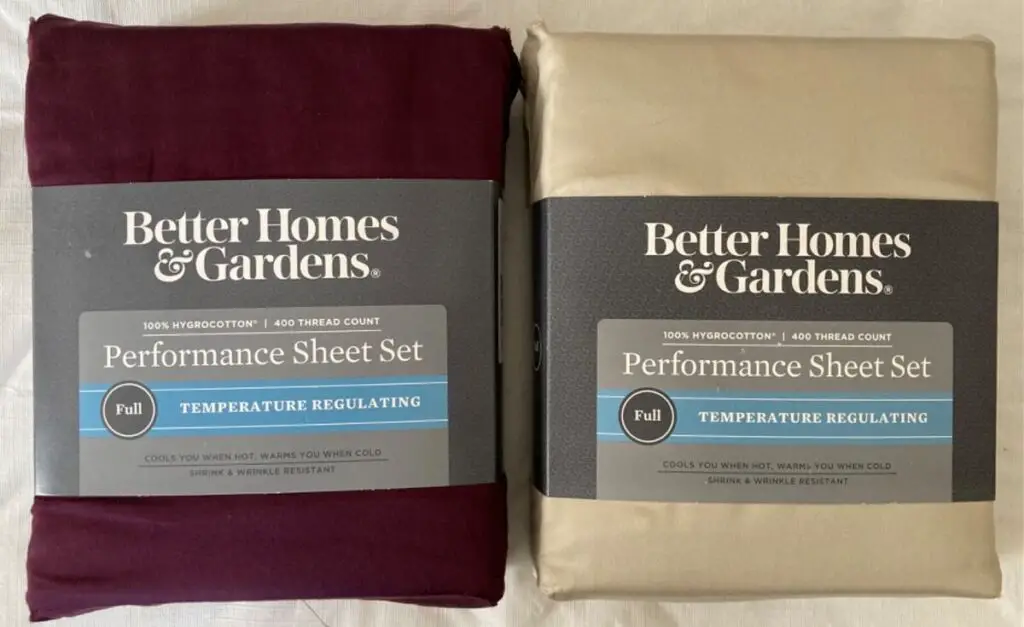 Better Homes
&Gardens®
100% HYGROCOTTON® | 400 THREAD COUNT
Performance Sheet Set
Full
TEMPERATURE REGULATING
COOLS YOU WHEN HOT, WARMS YOU WHEN COLD
SHRINK & WRINKLE RESISTANT
Better Homes
&Gardens®
100% HYGROCOTTON® | 400 THREAD COUNT
Performance Sheet Set
Full
TEMPERATURE REGULATING
COOLS YOU WHEN HOT, WARMS YOU WHEN COLD
SHRINK & WRINKLE RESISTANT